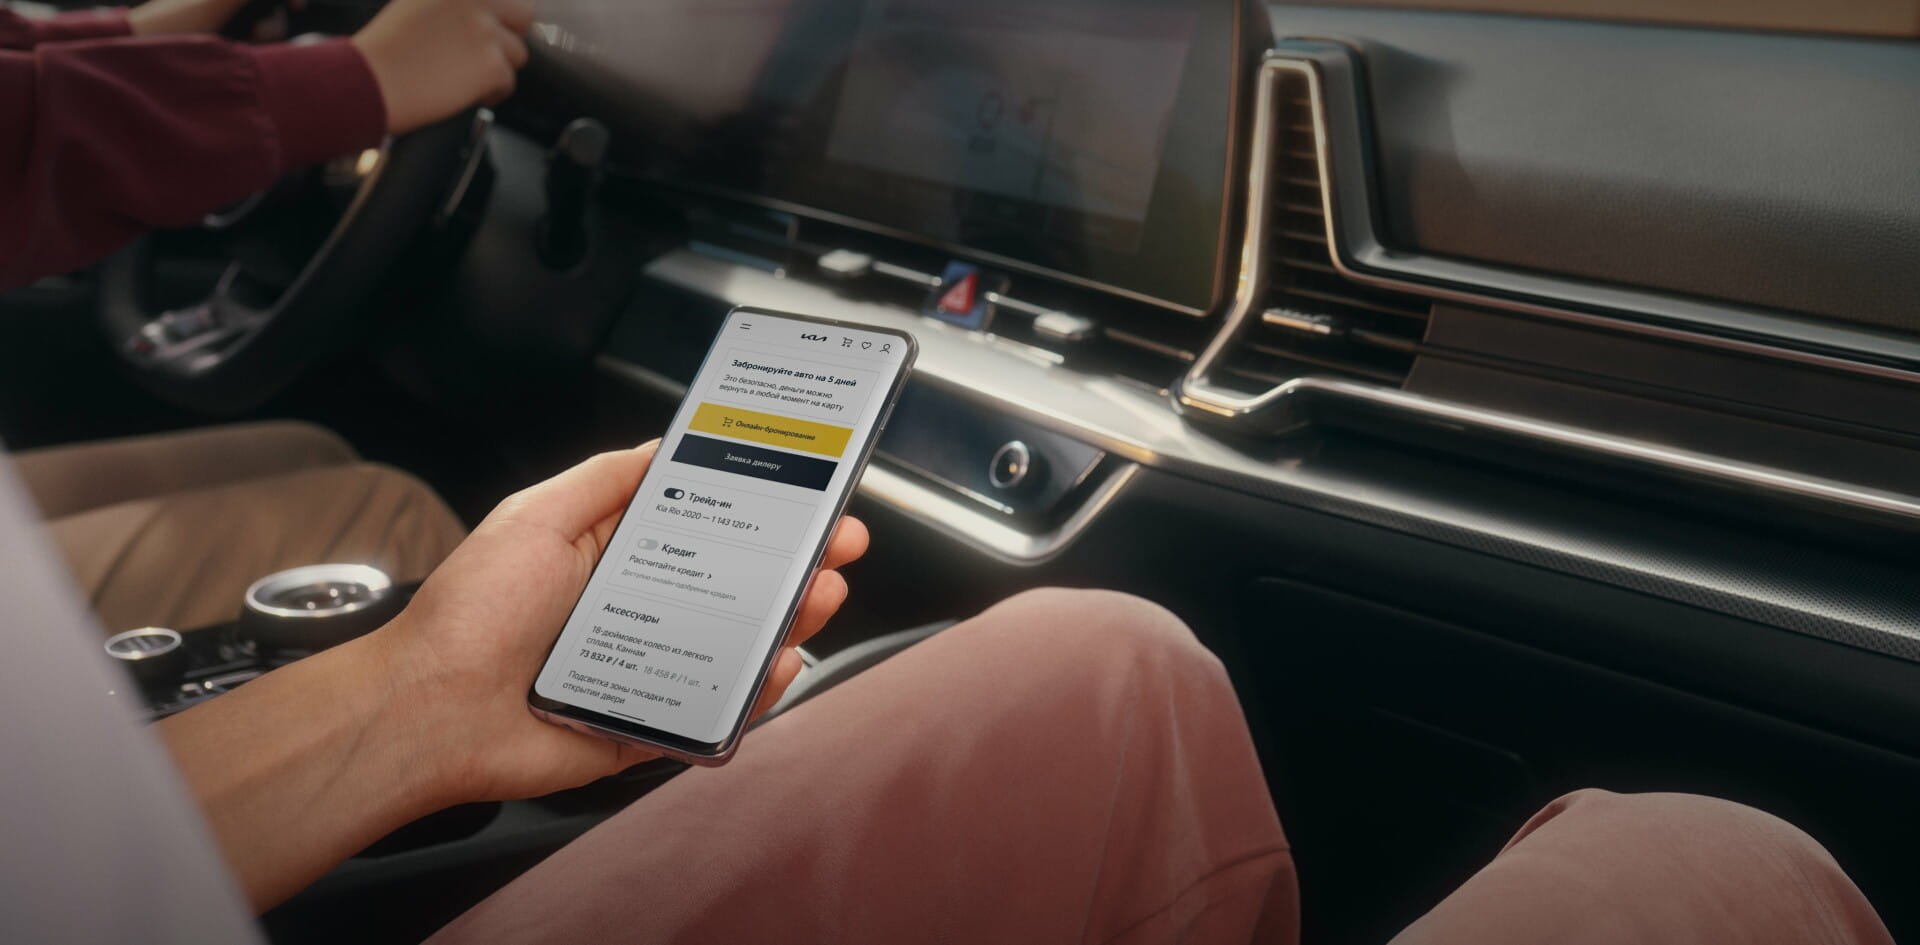 KIA
Забронируйте авто на 5 дней
Это безопасно, деньги можно
вернуть в любой момент на карту
Онлайн-бронирование
Заявка дилеру
Трейд-ин
Kia Rio 2020 — 1 143 120 ₽ >
Кредит
Рассчитайте кредит >
Доступно онлайн-одобрение кредита
Аксессуары
18-дюймовое колесо из легкого
сплава, Каннам
73 832 ₽ / 4 шт. 18 458 ₽ / 1 шт. ×
Подсветка зоны посадки при
открытии двери